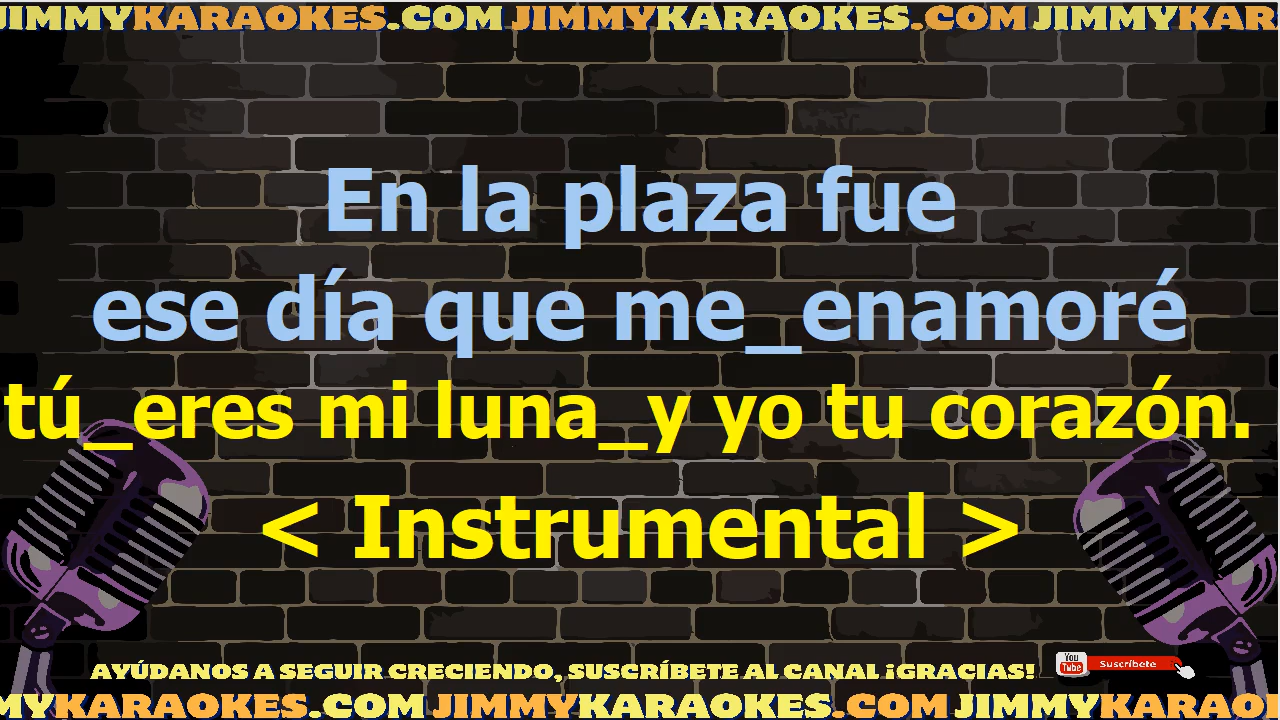 JIMMYKARAOKES.COM JIMMYKARAOKES.COM JIMMYKAR
En la plaza fue
ese día que me_enamoré
tú_eres mi luna_y yo tu corazón.
< Instrumental >
AYÚDANOS A SEGUIR CRECIENDO, SUSCRÍBETE AL CANAL ¡GRACIAS!
You Tube Suscríbete
MYKARAOKES.COM JIMMYKARAOKES.COM JIMMYKARAOI